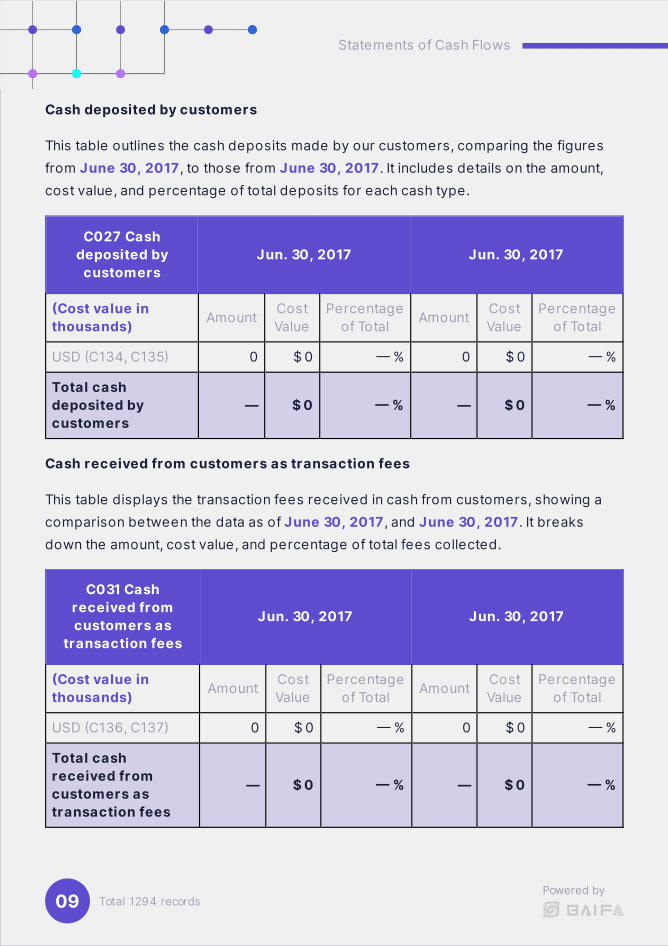 Statements of Cash Flows
Cash deposited by customers
This table outlines the cash deposits made by our customers, comparing the figures
from June 30, 2017, to those from June 30, 2017. It includes details on the amount,
cost value, and percentage of total deposits for each cash type.
C027 Cash
deposited by
customers
Jun. 30, 2017 Jun. 30, 2017
(Cost value in
thousands)
Amount Cost
Value Percentage
of Total Amount Cost
Value Percentage
of Total
USD (C134, C135) 0 $ 0 — % 0 $ 0 — %
Total cash
deposited by
customers
— $ 0 — % — $ 0 — %
Cash received from customers as transaction fees
This table displays the transaction fees received in cash from customers, showing a
comparison between the data as of June 30, 2017, and June 30, 2017. It breaks
down the amount, cost value, and percentage of total fees collected.
C031 Cash
received from
customers as
transaction fees
Jun. 30, 2017 Jun. 30, 2017
(Cost value in
thousands)
Amount Cost
Value Percentage
of Total Amount Cost
Value Percentage
of Total
USD (C136, C137) 0 $ 0 — % 0 $ 0 — %
Total cash
received from
customers as
transaction fees
— $ 0 — % — $ 0 — %
09 Total 1294 records
Powered by
GAIFA